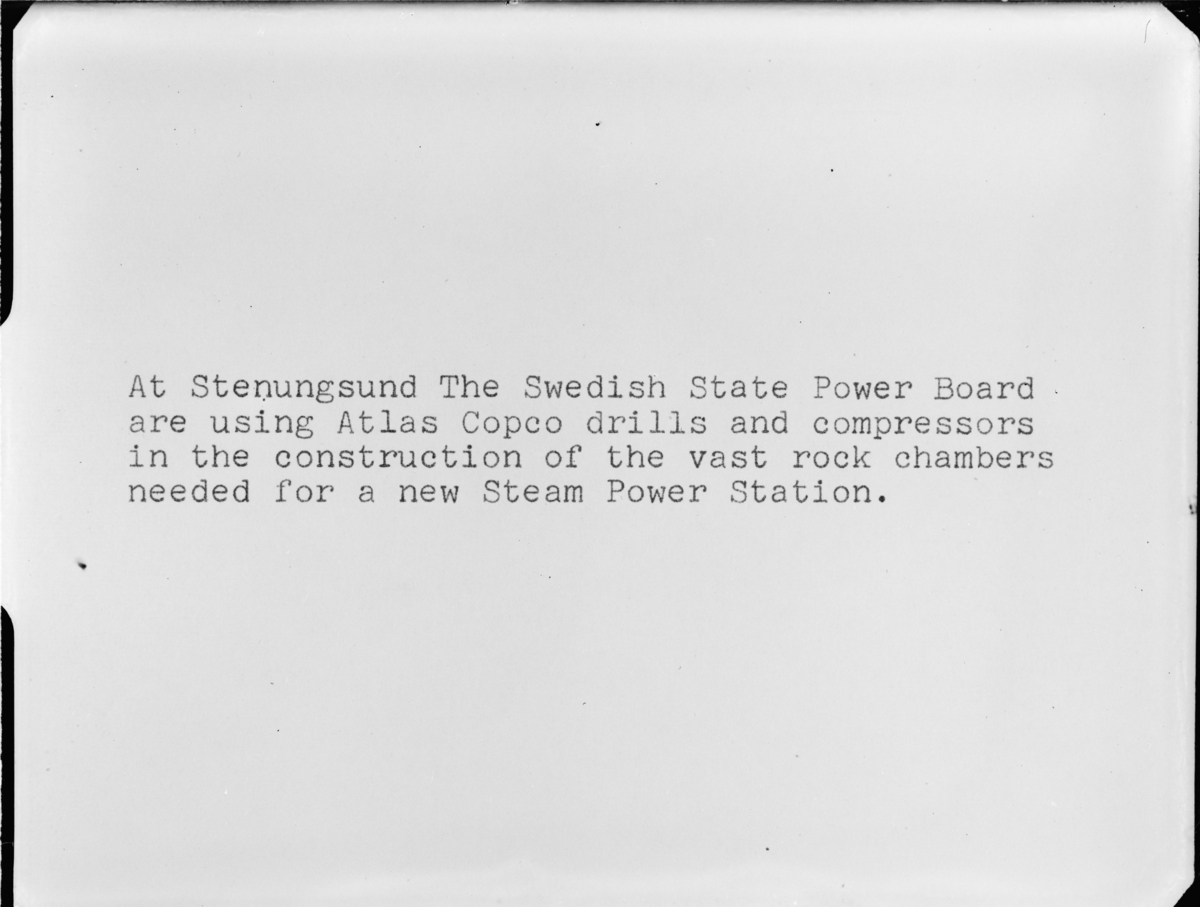 At Stenungsund The Swedish State Power Board
are using Atlas Copco drills and compressors
in the construction of the vast rock chambers
needed for a new Steam Power Station.